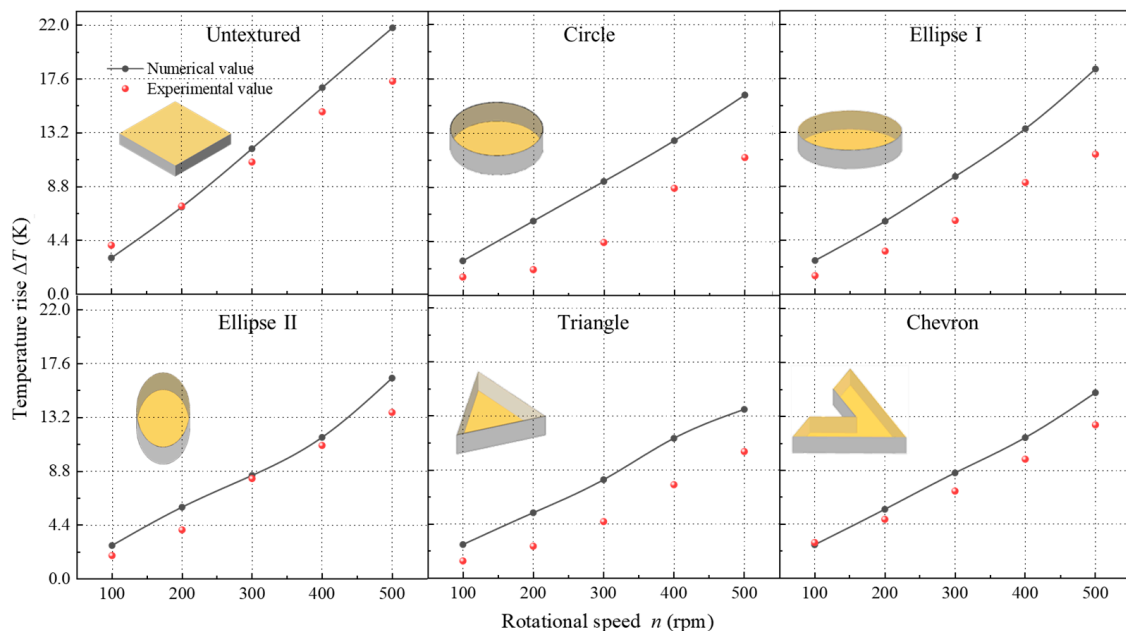 Temperature rise ΔT (K)
22.0
17.6
13.2
8.8
4.4
0.0
Untextured
Numerical value
Experimental value
Circle
Ellipse I
22.0
17.6
13.2
8.8
4.4
0.0
Ellipse II
Triangle
Chevron
100 200 300 400 500
100 200 300 400 500
100 200 300 400 500
Rotational speed n (rpm)